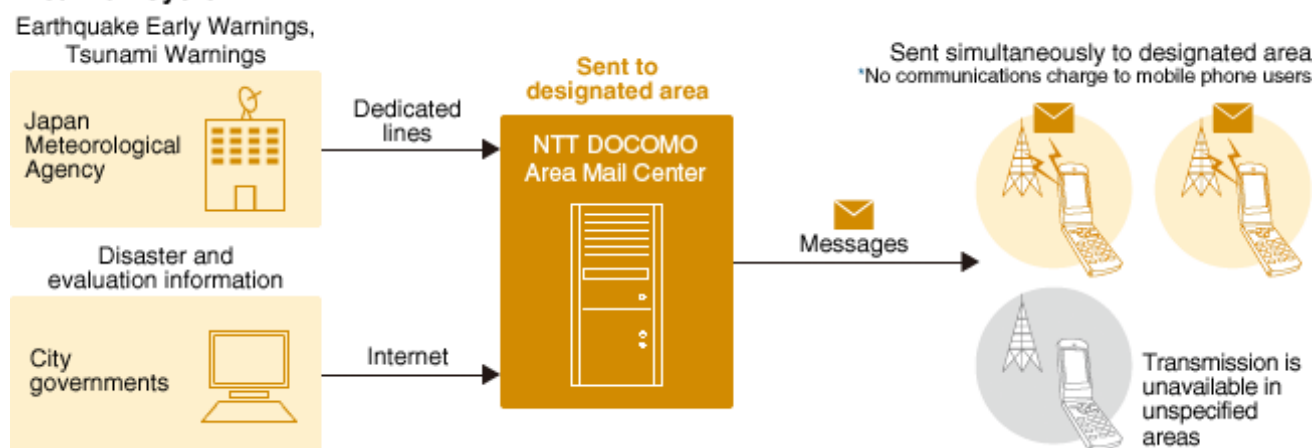 Earthquake Early Warnings,
Tsunami Warnings
Japan
Meteorological
Agency
Dedicated
lines
Disaster and
evaluation information
City
governments
Internet
Sent to
designated area
NTT DOCOMO
Area Mail Center
Messages
Sent simultaneously to designated area
*No communications charge to mobile phone users
Transmission is
unavailable in
unspecified
areas